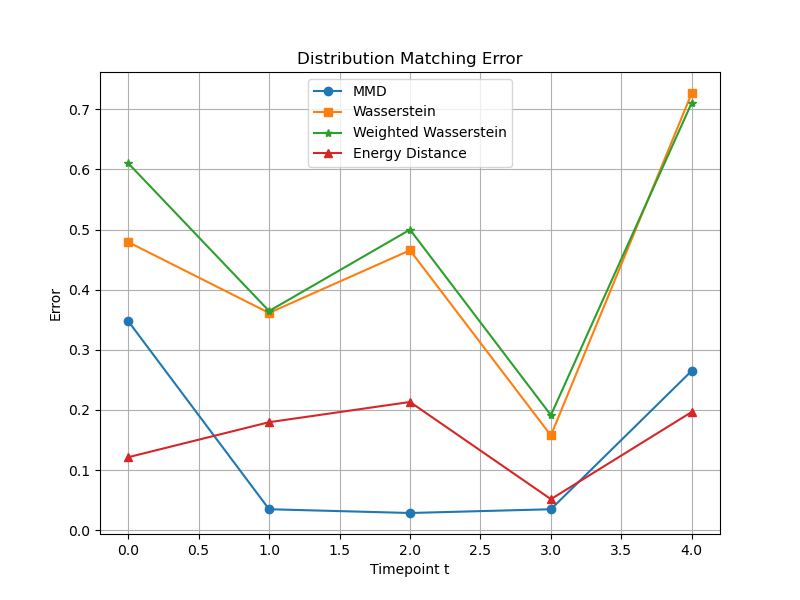 Distribution Matching Error
MMD
Wasserstein
Weighted Wasserstein
Energy Distance
Error
0.7
0.6
0.5
0.4
0.3
0.2
0.1
0.0
0.0 0.5 1.0 1.5 2.0 2.5 3.0 3.5 4.0
Timepoint t